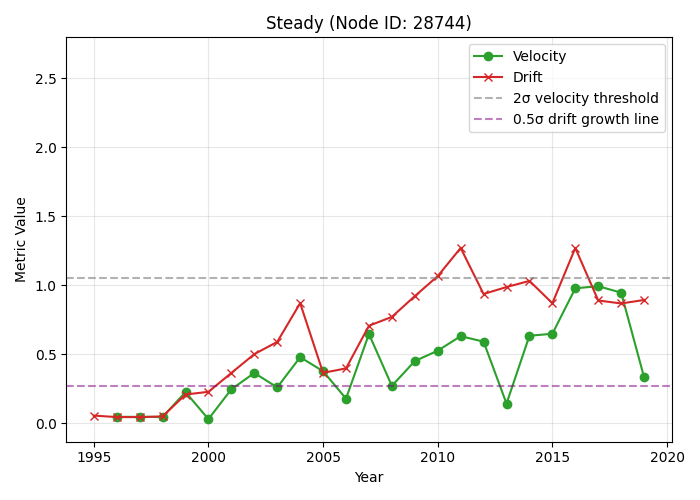 Steady (Node ID: 28744)
Velocity
Drift
2σ velocity threshold
0.5σ drift growth line
Metric Value
2.5
2.0
1.5
1.0
0.5
0.0
1995 2000 2005 2010 2015 2020
Year